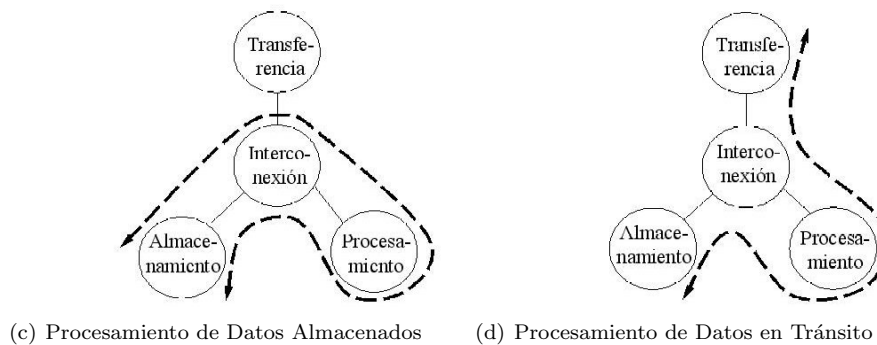 Transfe-
rencia
Interco-
nexión
Almace-
namiento
Procesa-
miento
(c) Procesamiento de Datos Almacenados
Transfe-
rencia
Interco-
nexión
Almace-
namiento
Procesa-
miento
(d) Procesamiento de Datos en Tránsito